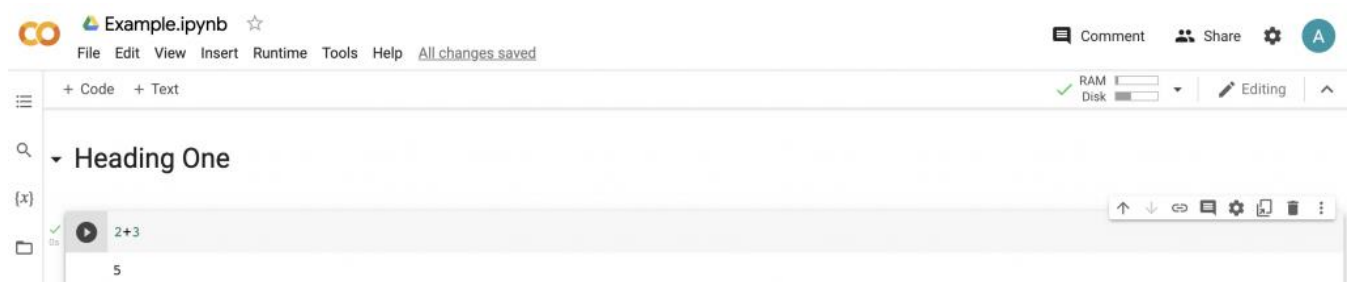 Example.ipynb
File Edit View Insert Runtime Tools Help All changes saved
Comment Share A
+ Code + Text
RAM
Disk
Editing
Heading One
{x}
0s
2+3
5